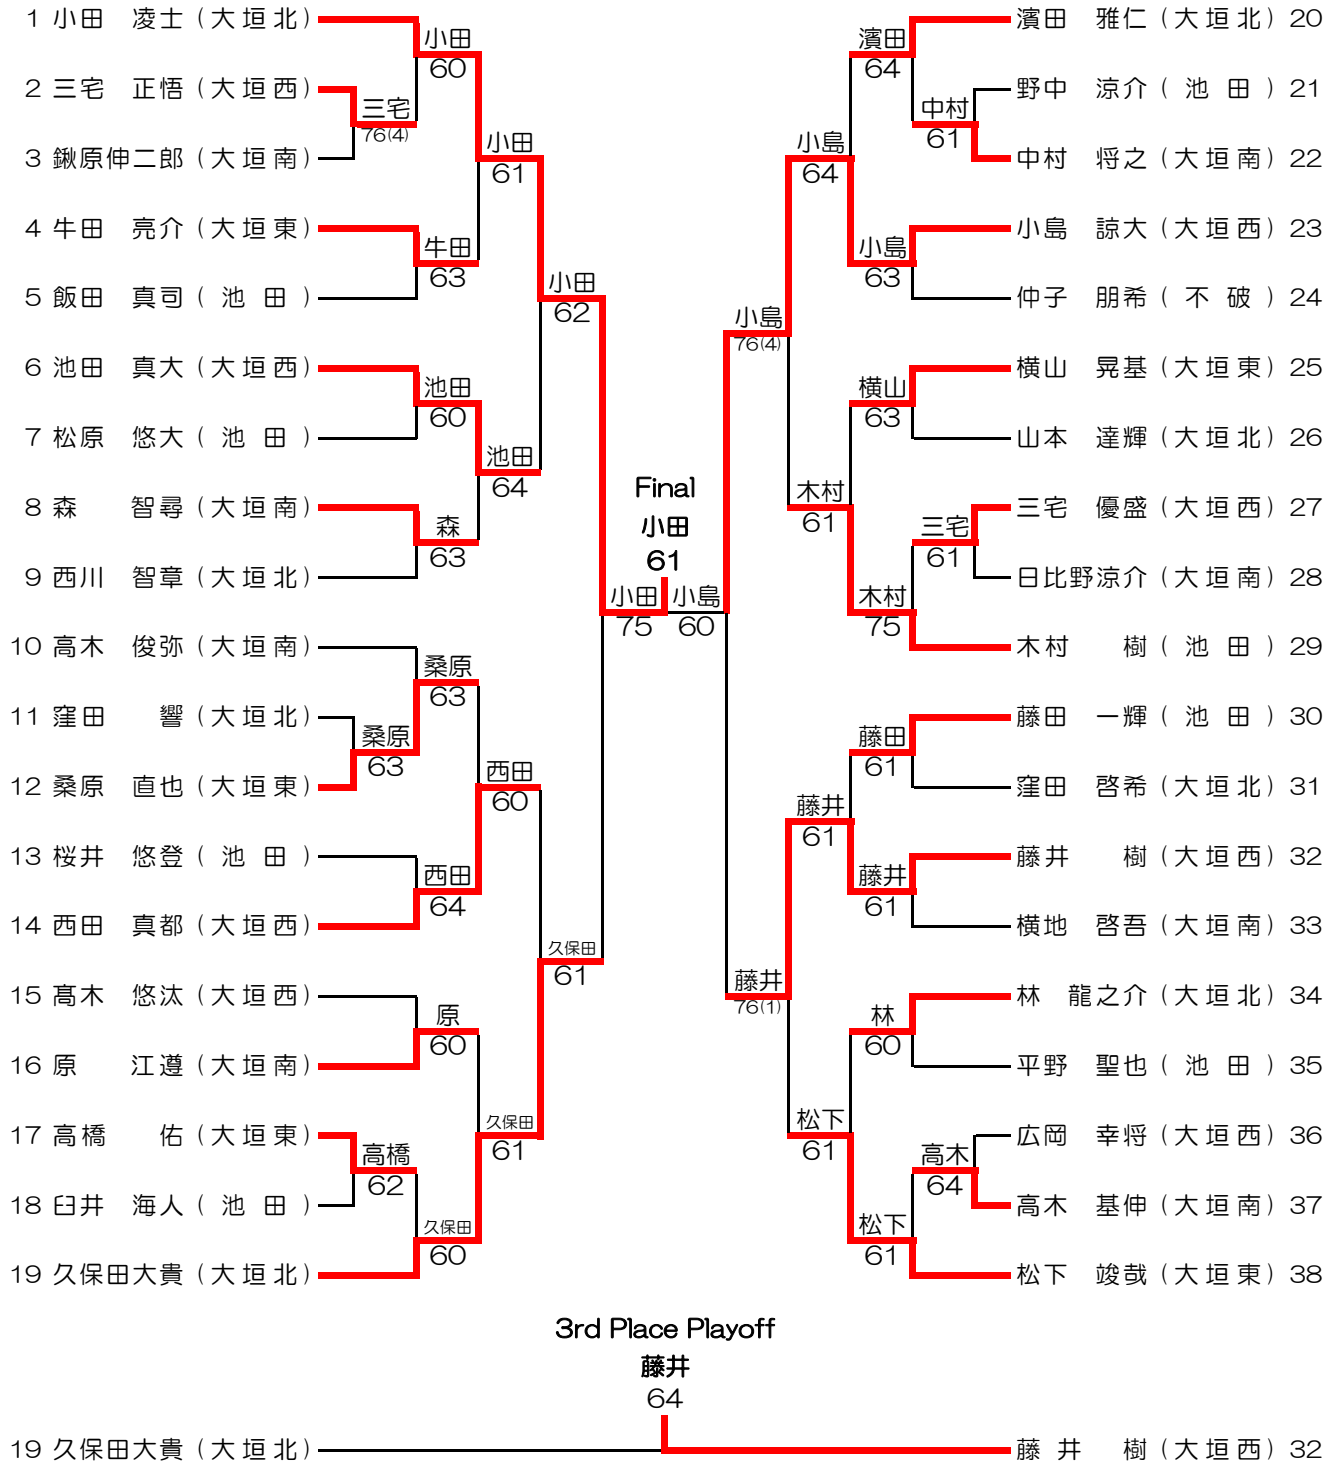 1 小田 凌士 (大垣北)
2 三宅 正悟 (大垣西)
3 鍬原伸二郎 (大垣南)
4 牛田 亮介 (大垣東)
5 飯田 真司 (池田)
6 池田 真大 (大垣西)
7 松原 悠大 (池田)
8 森 智尋 (大垣南)
9 西川 智章 (大垣北)
10 高木 俊弥 (大垣南)
11 窪田 響 (大垣北)
12 桑原 直也 (大垣東)
13 桜井 悠登 (池田)
14 西田 真都 (大垣西)
15 髙木 悠汰 (大垣西)
16 原 江遵 (大垣南)
17 高橋 佑 (大垣東)
18 臼井 海人 (池田)
19 久保田大貴 (大垣北)
三宅
76(4)
桑原
63
高橋
62
小田
60
牛田
63
池田
60
森
63
桑原
63
西田
64
原
60
久保田
60
小田
61
池田
64
西田
60
久保田
61
小田
62
久保田
61
小田
75
Final
小田
61
小島
60
小島
76(4)
藤井
76(1)
小島
64
木村
61
藤井
61
松下
61
濱田
64
小島
63
横山
63
木村
75
藤田
61
藤井
61
林
60
松下
61
中村
61
三宅
61
高木
64
濱田 雅仁 (大垣北) 20
野中 涼介 (池田) 21
中村 将之 (大垣南) 22
小島 諒大 (大垣西) 23
仲子 朋希 (不破) 24
横山 晃基 (大垣東) 25
山本 達輝 (大垣北) 26
三宅 優盛 (大垣西) 27
日比野涼介 (大垣南) 28
木村 樹 (池田) 29
藤田 一輝 (池田) 30
窪田 啓希 (大垣北) 31
藤井 樹 (大垣西) 32
横地 啓吾 (大垣南) 33
林 龍之介 (大垣北) 34
平野 聖也 (池田) 35
広岡 幸将 (大垣西) 36
高木 基伸 (大垣南) 37
松下 竣哉 (大垣東) 38
3rd Place Playoff
藤井
64
19 久保田大貴 (大垣北)
藤井 樹 (大垣西) 32